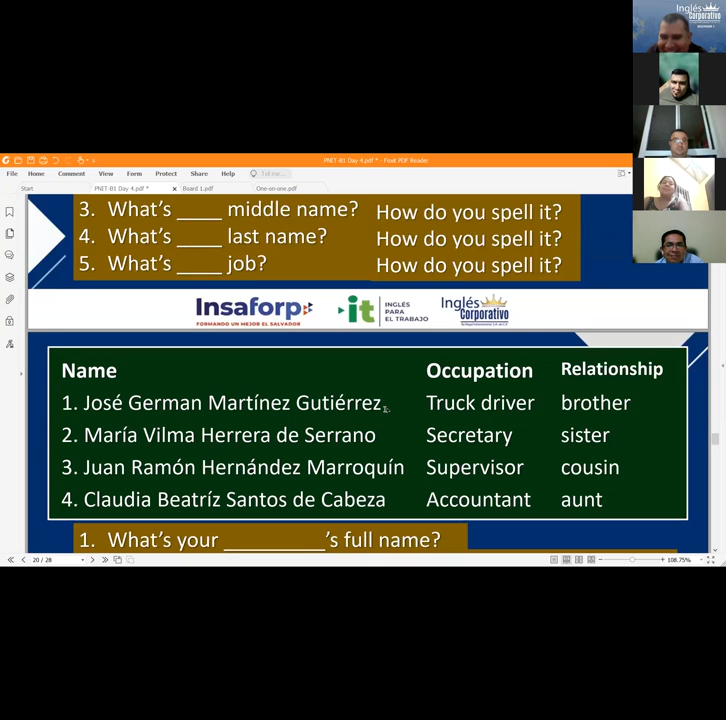 Inglés
Corporativo
PNIT-B1 Day 4.pdf * - Foxit PDF Reader
File Home Comment View Form Protect Share Help Tell me...
Start PNIT-B1 Day 4.pdf * Board 1.pdf One-on-one.pdf
3. What's ____ middle name? How do you spell it?
4. What's ____ last name? How do you spell it?
5. What's ____ job? How do you spell it?
Insaforp
FORMANDO UN MEJOR EL SALVADOR
it INGLÉS PARA EL TRABAJO
Inglés
Corporativo
Name Occupation Relationship
1. José German Martínez Gutiérrez Truck driver brother
2. María Vilma Herrera de Serrano Secretary sister
3. Juan Ramón Hernández Marroquín Supervisor cousin
4. Claudia Beatríz Santos de Cabeza Accountant aunt
1. What's your __________'s full name?
20 / 28 108.75%